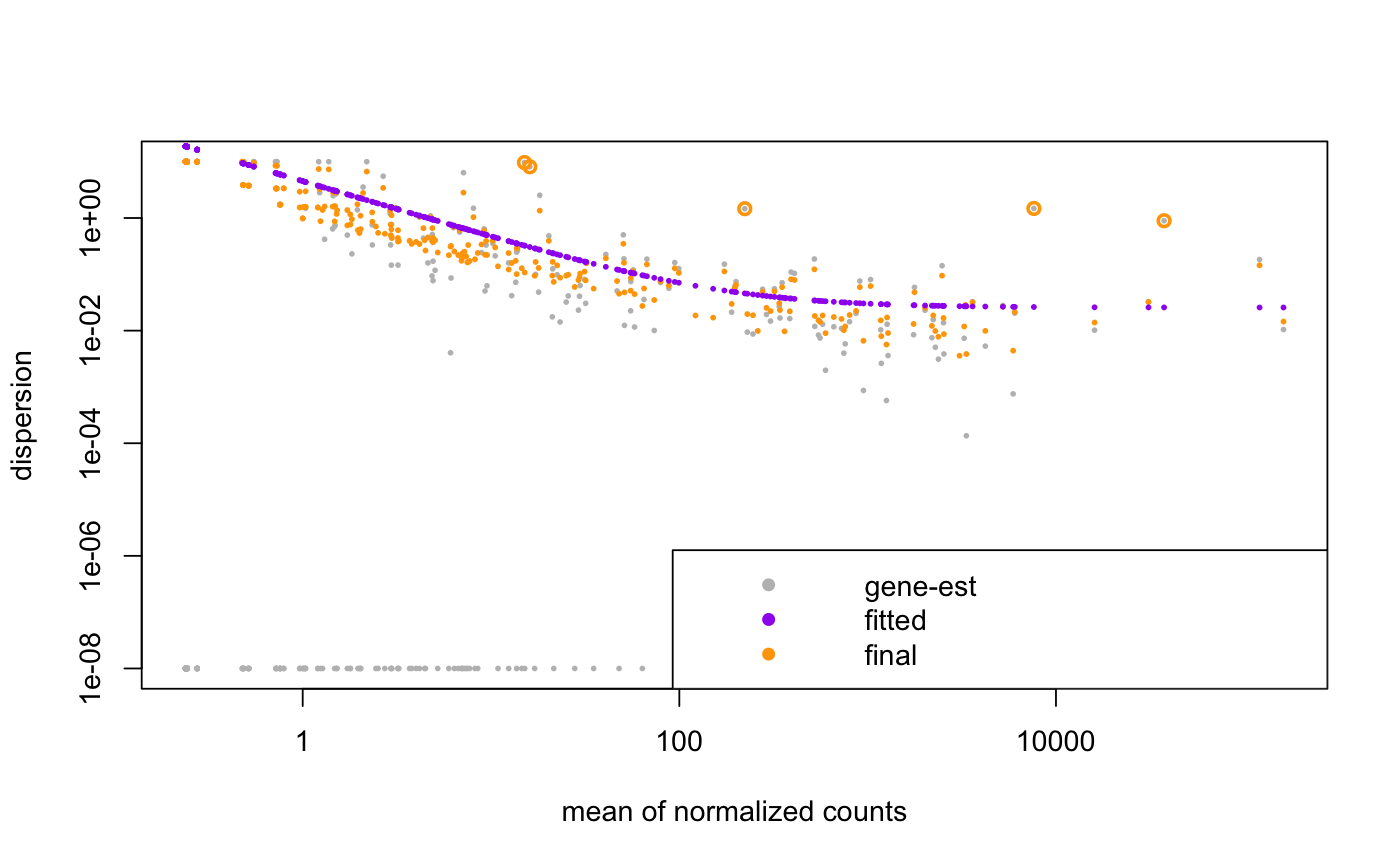 dispersion
1e+00
1e-02
1e-04
1e-06
1e-08
gene-est
fitted
final
1
100
10000
mean of normalized counts